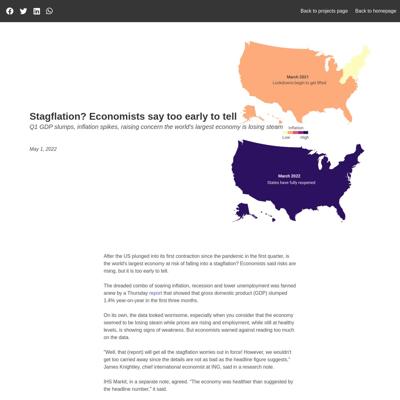 Back to projects page Back to homepage
March 2021
Lockdowns begin to get lifted
Stagflation? Economists say too early to tell
Q1 GDP slumps, inflation spikes, raising concern the world's largest economy is losing steam
Inflation
Low High
May 1, 2022
March 2022
States have fully reopened
After the US plunged into its first contraction since the pandemic in the first quarter, is
the world's largest economy at risk of falling into a stagflation? Economists said risks are
rising, but it is too early to tell.
The dreaded combo of soaring inflation, recession and lower unemployment was fanned
anew by a Thursday report that showed that gross domestic product (GDP) slumped
1.4% year-on-year in the first three months.
On its own, the data looked worrisome, especially when you consider that the economy
seemed to be losing steam while prices are rising and employment, while still at healthy
levels, is showing signs of weakness. But economists warned against reading too much
on the data.
"Well, that (report) will get all the stagflation worries out in force! However, we wouldn't
get too carried away since the details are not as bad as the headline figure suggests,"
James Knightley, chief international economist at ING, said in a research note.
IHS Markit, in a separate note, agreed. "The economy was healthier than suggested by
the headline number," it said.